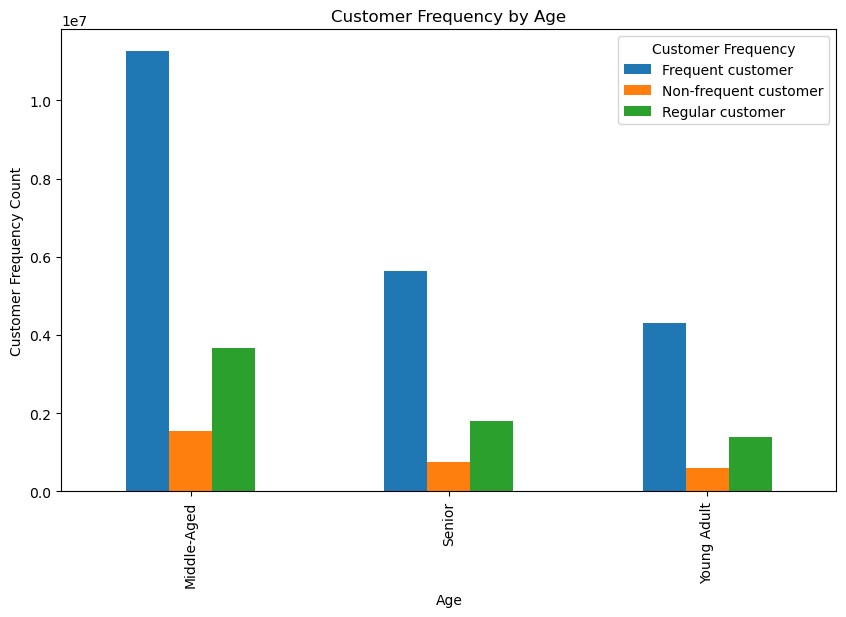 Customer Frequency by Age
1e7
Customer Frequency
Frequent customer
Non-frequent customer
Regular customer
1.0
0.8
0.6
0.4
0.2
0.0
Customer Frequency Count
Middle-Aged
Senior
Young Adult
Age